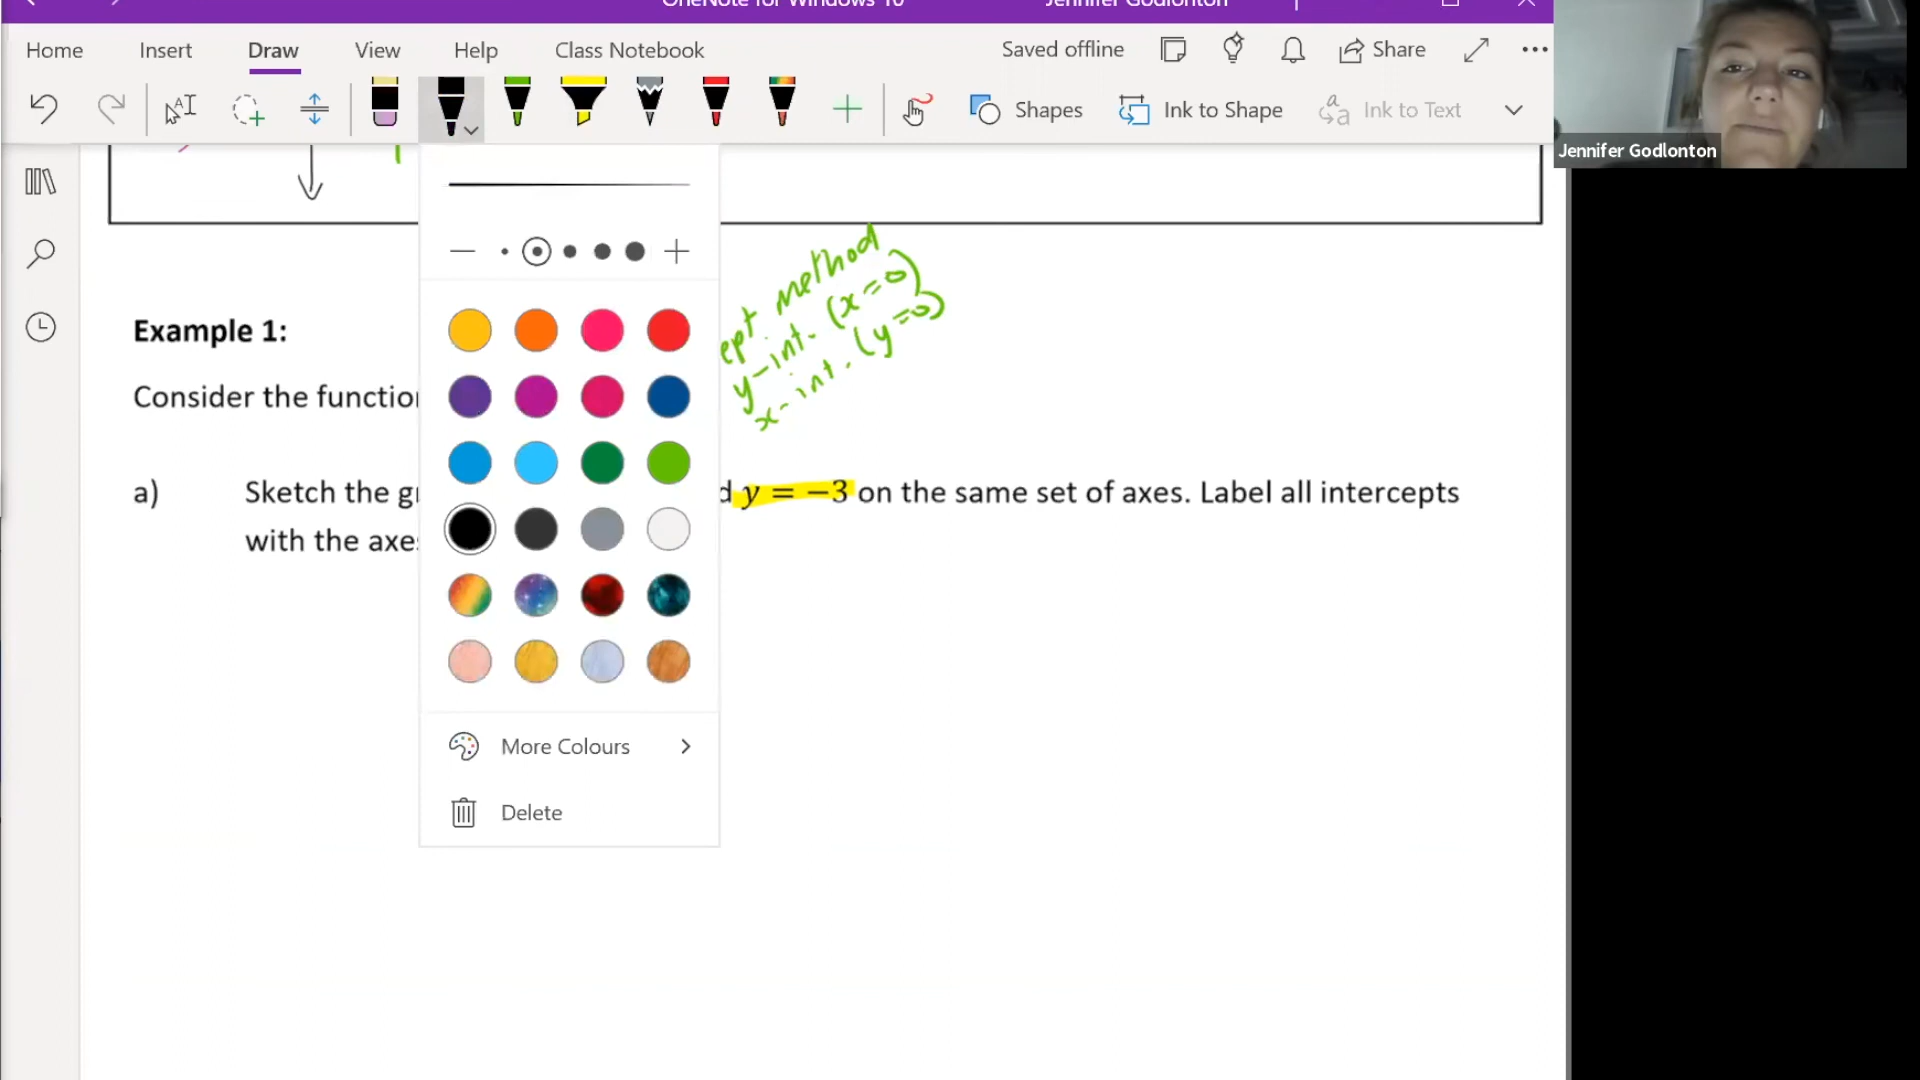 OneNote for Windows 10
Jennifer Godlonton
Home Insert Draw View Help Class Notebook
Saved offline
Share
Shapes
Ink to Shape
Ink to Text
Jennifer Godlonton
ept method
y-int. (x=0)
x-int. (y=0)
Example 1:
Consider the function
a) Sketch the g
d y = −3 on the same set of axes. Label all intercepts
with the axe
More Colours
Delete